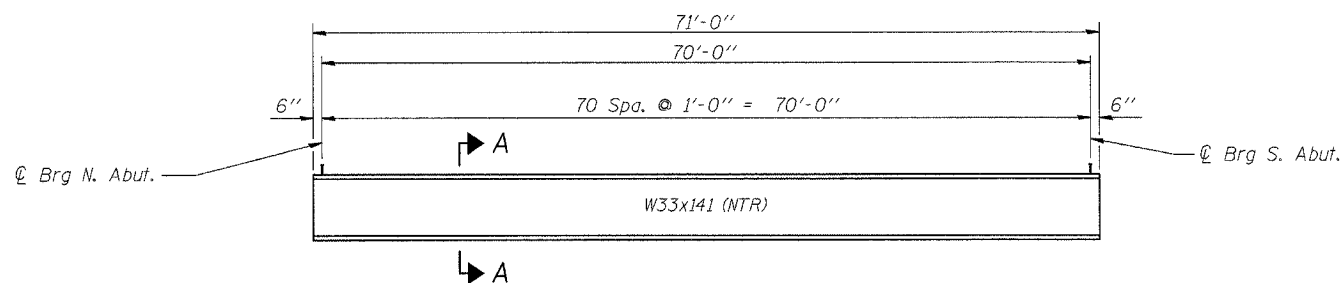 71'-0"
70'-0"
6" 70 Spa. @ 1'-0" = 70'-0" 6"
A
℄ Brg N. Abut. ℄ Brg S. Abut.
W33x141 (NTR)
A